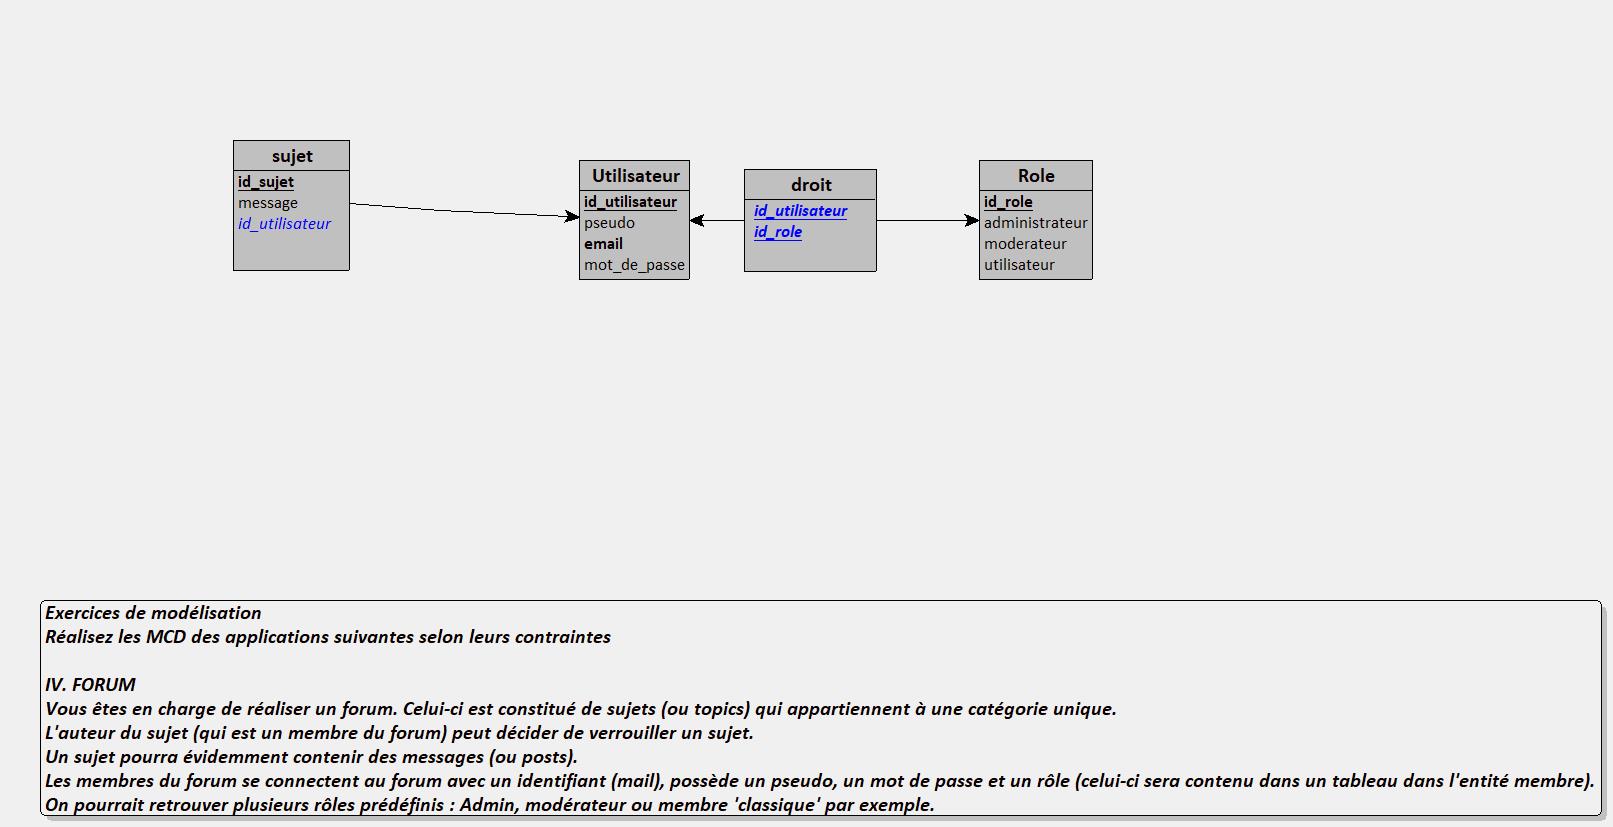 sujet
id_sujet
message
id_utilisateur
Utilisateur
id_utilisateur
pseudo
email
mot_de_passe
droit
id_utilisateur
id_role
Role
id_role
administrateur
moderateur
utilisateur
Exercices de modélisation
Réalisez les MCD des applications suivantes selon leurs contraintes
IV. FORUM
Vous êtes en charge de réaliser un forum. Celui-ci est constitué de sujets (ou topics) qui appartiennent à une catégorie unique.
L'auteur du sujet (qui est un membre du forum) peut décider de verrouiller un sujet.
Un sujet pourra évidemment contenir des messages (ou posts).
Les membres du forum se connectent au forum avec un identifiant (mail), possède un pseudo, un mot de passe et un rôle (celui-ci sera contenu dans un tableau dans l'entité membre).
On pourrait retrouver plusieurs rôles prédéfinis : Admin, modérateur ou membre 'classique' par exemple.